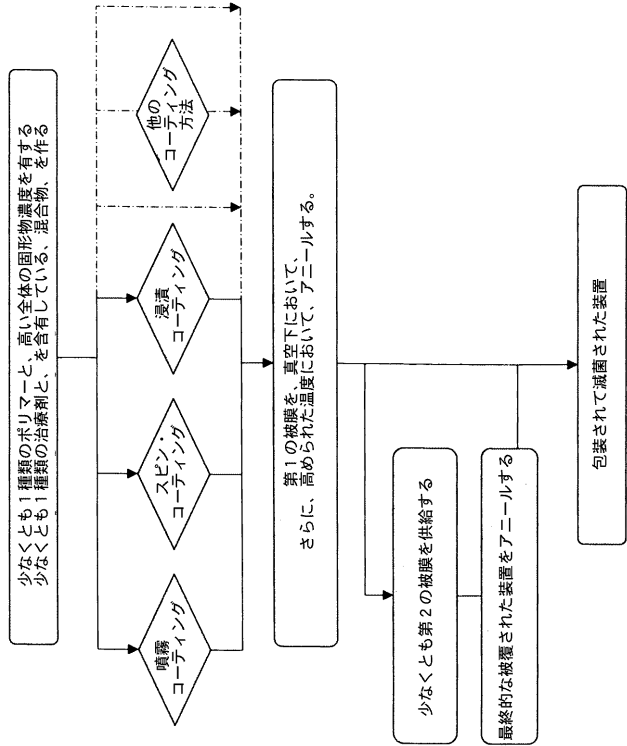 少なくとも1種類のポリマーと、高い全体の固形物濃度を有する
少なくとも1種類の治療剤と、を含有している、混合物、を作る
噴霧
コーティング
スピン・
コーティング
浸漬
コーティング
他の
コーティング
方法
第1の被膜を、真空下において、
さらに、高められた温度において、アニールする。
少なくとも第2の被膜を供給する
最終的な被覆された装置をアニールする
包装されて滅菌された装置